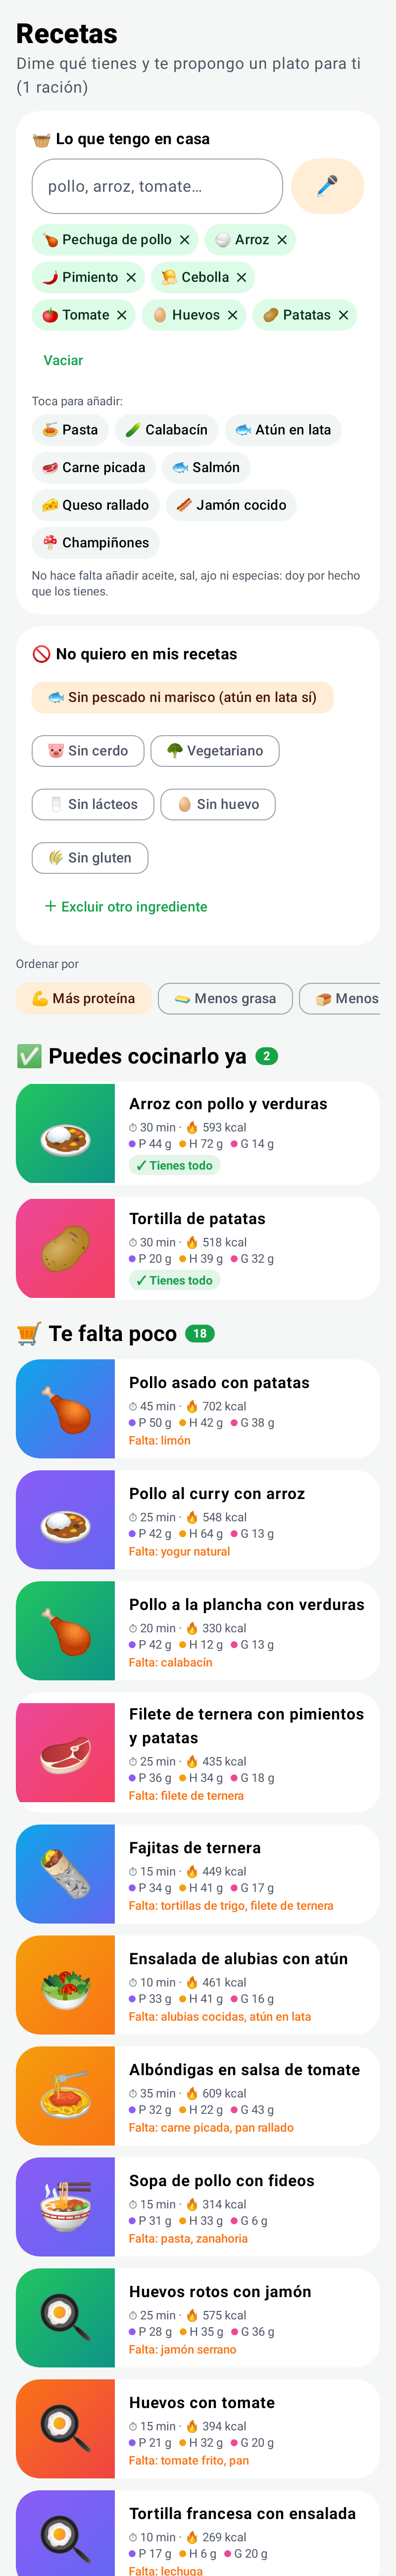 Recetas
Dime qué tienes y te propongo un plato para ti
(1 ración)
Lo que tengo en casa
pollo, arroz, tomate…
Pechuga de pollo ✕ Arroz ✕
Pimiento ✕ Cebolla ✕
Tomate ✕ Huevos ✕ Patatas ✕
Vaciar
Toca para añadir:
Pasta Calabacín Atún en lata
Carne picada Salmón
Queso rallado Jamón cocido
Champiñones
No hace falta añadir aceite, sal, ajo ni especias: doy por hecho
que los tienes.
No quiero en mis recetas
Sin pescado ni marisco (atún en lata sí)
Sin cerdo Vegetariano
Sin lácteos Sin huevo
Sin gluten
+ Excluir otro ingrediente
Ordenar por
Más proteína Menos grasa Menos
Puedes cocinarlo ya 2
Arroz con pollo y verduras
30 min · 593 kcal
P 44 g H 72 g G 14 g
✓ Tienes todo
Tortilla de patatas
30 min · 518 kcal
P 20 g H 39 g G 32 g
✓ Tienes todo
Te falta poco 18
Pollo asado con patatas
45 min · 702 kcal
P 50 g H 42 g G 38 g
Falta: limón
Pollo al curry con arroz
25 min · 548 kcal
P 42 g H 64 g G 13 g
Falta: yogur natural
Pollo a la plancha con verduras
20 min · 330 kcal
P 42 g H 12 g G 13 g
Falta: calabacín
Filete de ternera con pimientos
y patatas
25 min · 435 kcal
P 36 g H 34 g G 18 g
Falta: filete de ternera
Fajitas de ternera
15 min · 449 kcal
P 34 g H 41 g G 17 g
Falta: tortillas de trigo, filete de ternera
Ensalada de alubias con atún
10 min · 461 kcal
P 33 g H 41 g G 16 g
Falta: alubias cocidas, atún en lata
Albóndigas en salsa de tomate
35 min · 609 kcal
P 32 g H 22 g G 43 g
Falta: carne picada, pan rallado
Sopa de pollo con fideos
15 min · 314 kcal
P 31 g H 33 g G 6 g
Falta: pasta, zanahoria
Huevos rotos con jamón
25 min · 575 kcal
P 28 g H 35 g G 36 g
Falta: jamón serrano
Huevos con tomate
15 min · 394 kcal
P 21 g H 32 g G 20 g
Falta: tomate frito, pan
Tortilla francesa con ensalada
10 min · 269 kcal
P 17 g H 6 g G 20 g
Falta: lechuga